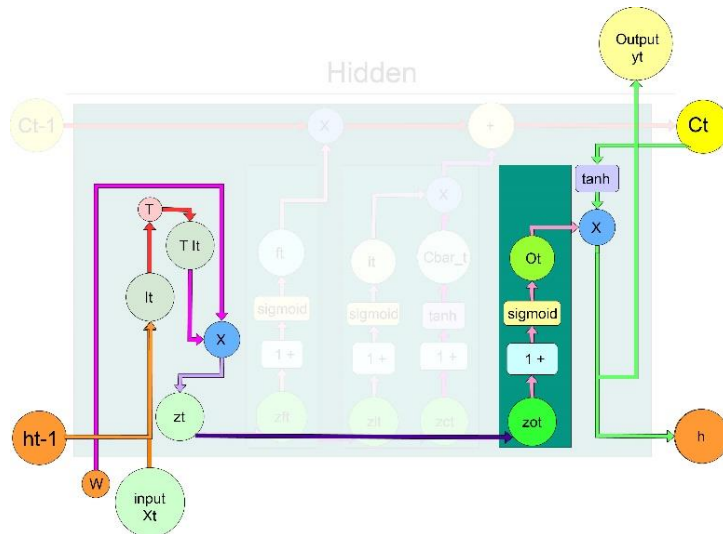 Output
yt
Hidden
Ct-1
X
+
Ct
tanh
T
X
X
T It
ft
it
Cbar_t
Ot
It
sigmoid
sigmoid
tanh
sigmoid
X
1 +
1 +
1 +
1 +
zt
zft
zit
zct
zot
ht-1
h
W
input
Xt